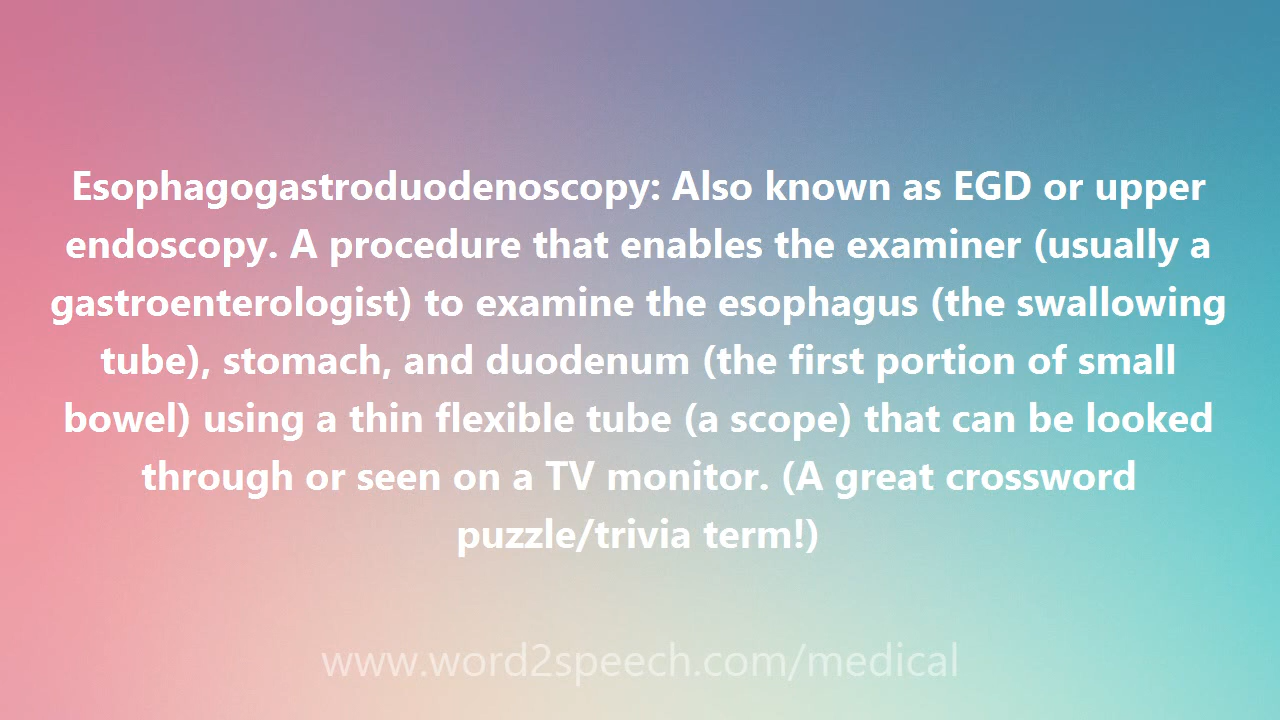 Esophagogastroduodenoscopy: Also known as EGD or upper
endoscopy. A procedure that enables the examiner (usually a
gastroenterologist) to examine the esophagus (the swallowing
tube), stomach, and duodenum (the first portion of small
bowel) using a thin flexible tube (a scope) that can be looked
through or seen on a TV monitor. (A great crossword
puzzle/trivia term!)
www.word2speech.com/medical